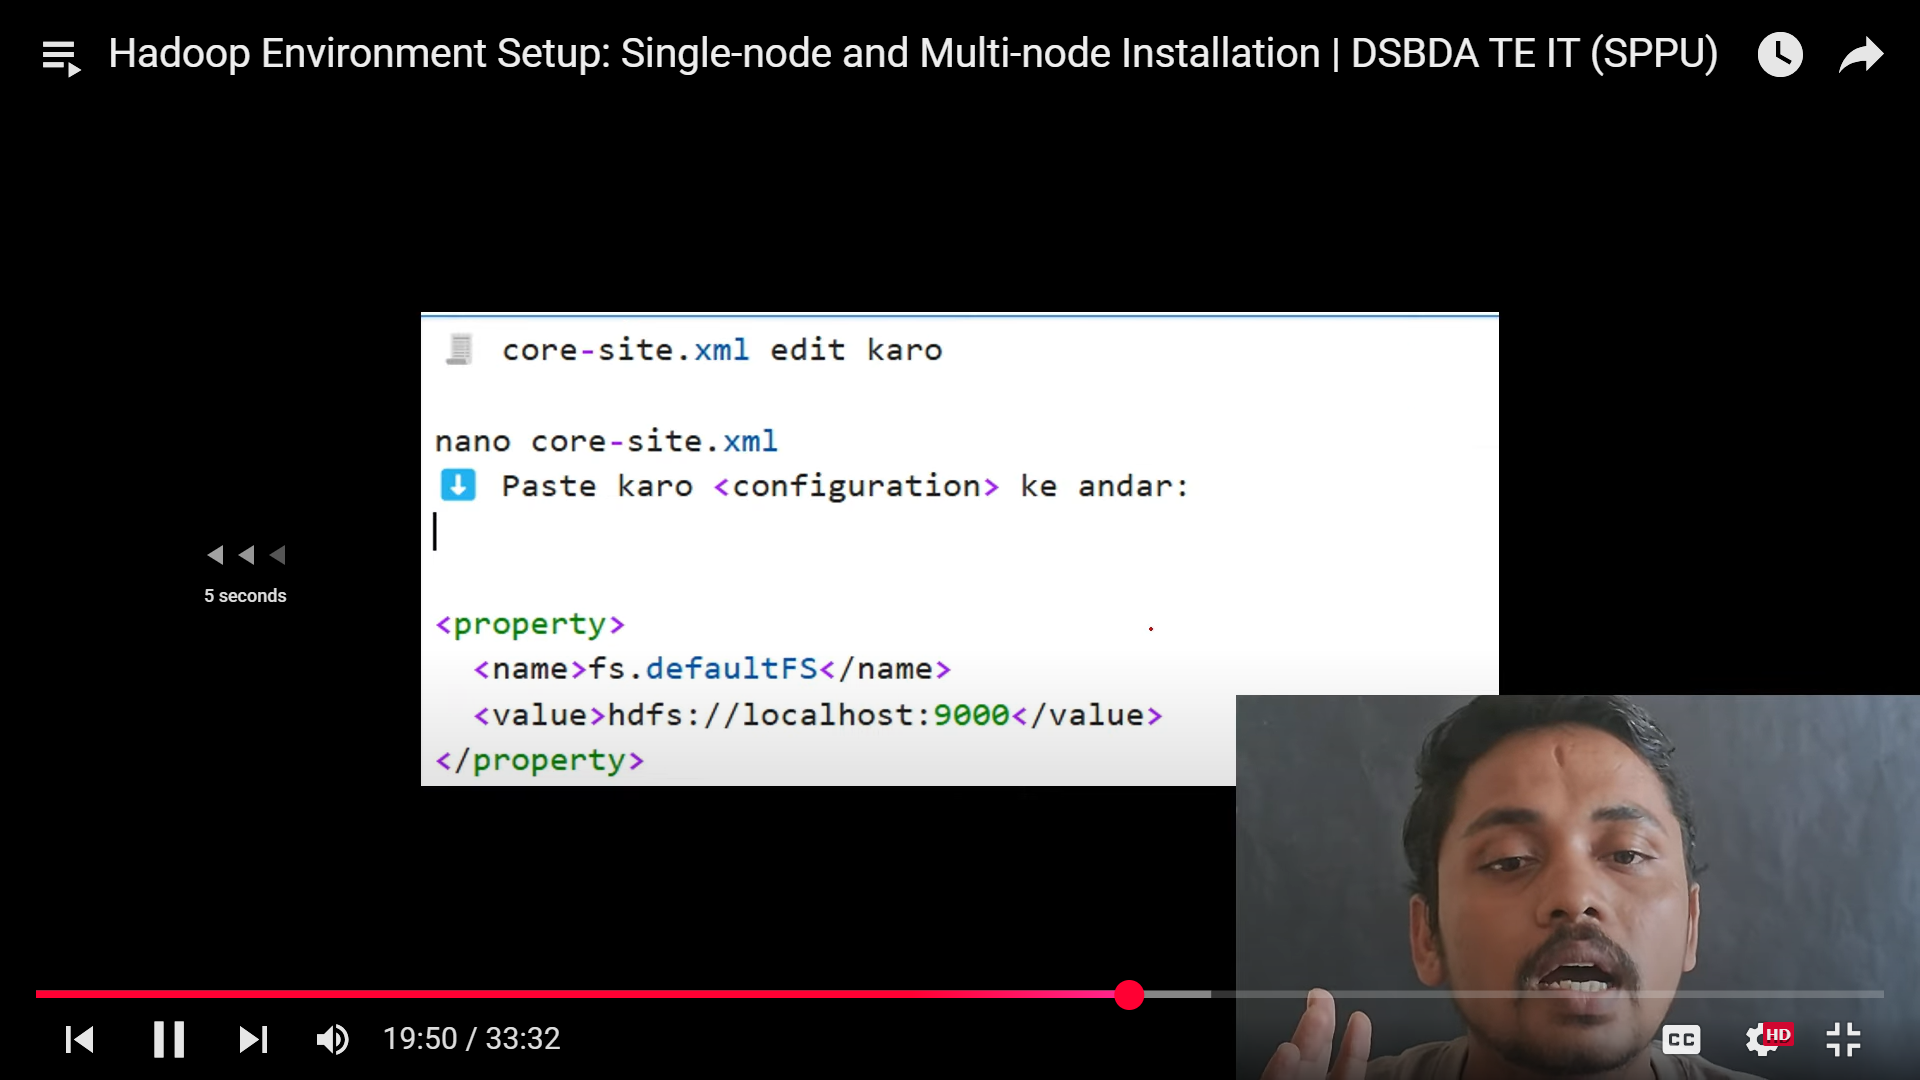 Hadoop Environment Setup: Single-node and Multi-node Installation | DSBDA TE IT (SPPU)
core-site.xml edit karo
nano core-site.xml
Paste karo <configuration> ke andar:
5 seconds
<property>
<name>fs.defaultFS</name>
<value>hdfs://localhost:9000</value>
</property>
19:50 / 33:32
CC
HD